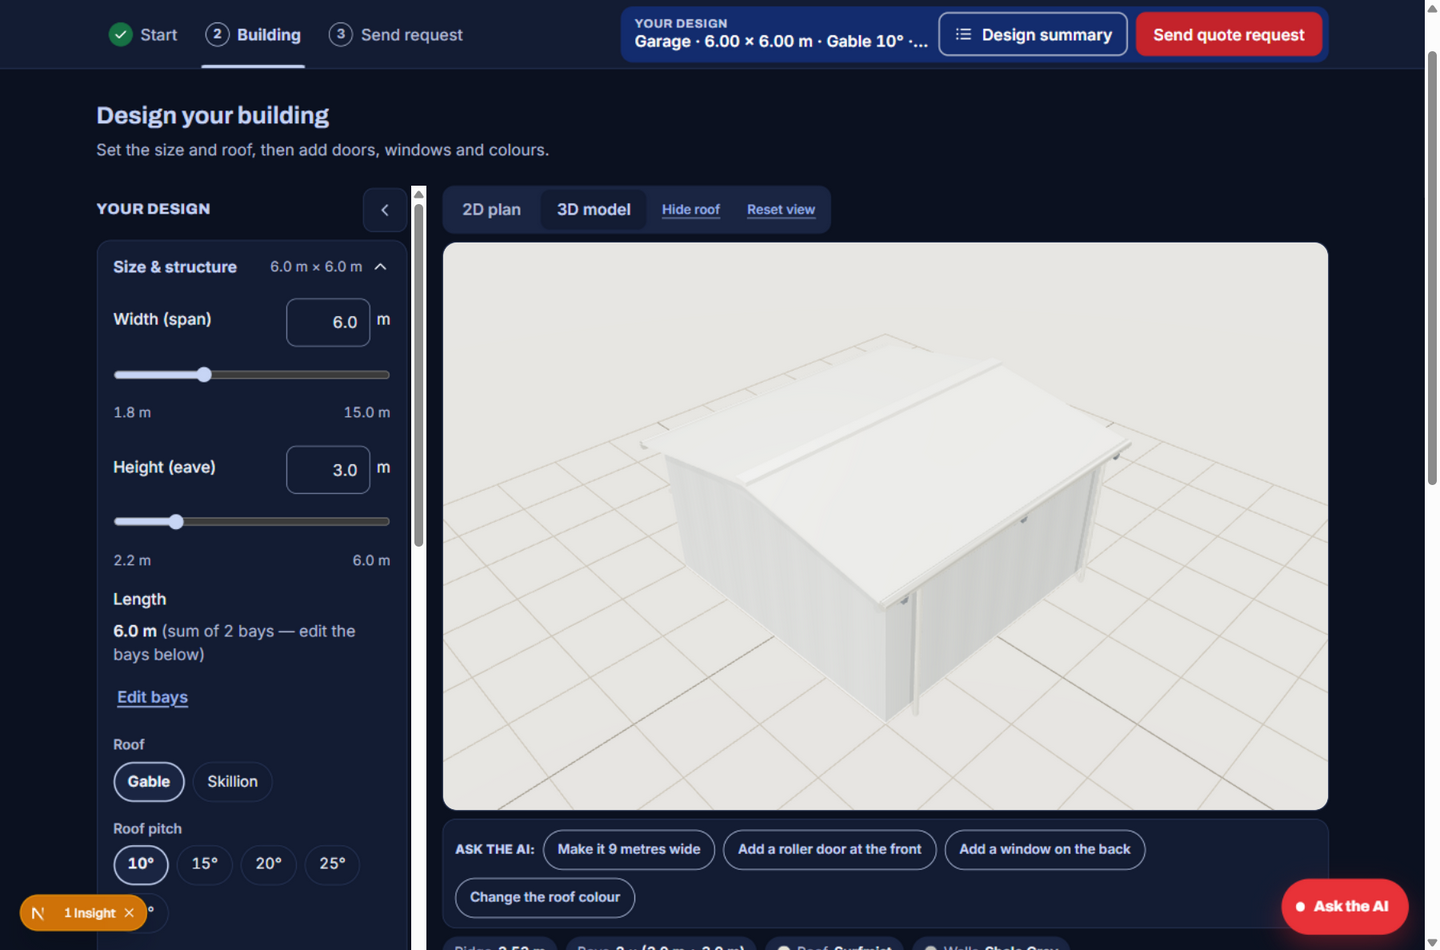 Start
2 Building
3 Send request
YOUR DESIGN
Garage · 6.00 × 6.00 m · Gable 10° ·...
Design summary
Send quote request
Design your building
Set the size and roof, then add doors, windows and colours.
YOUR DESIGN
2D plan
3D model
Hide roof
Reset view
Size & structure
6.0 m × 6.0 m
Width (span)
6.0 m
1.8 m
15.0 m
Height (eave)
3.0 m
2.2 m
6.0 m
Length
6.0 m (sum of 2 bays — edit the
bays below)
Edit bays
Roof
Gable
Skillion
Roof pitch
10°
15°
20°
25°
N 1 Insight ×
ASK THE AI:
Make it 9 metres wide
Add a roller door at the front
Add a window on the back
Change the roof colour
Ask the AI